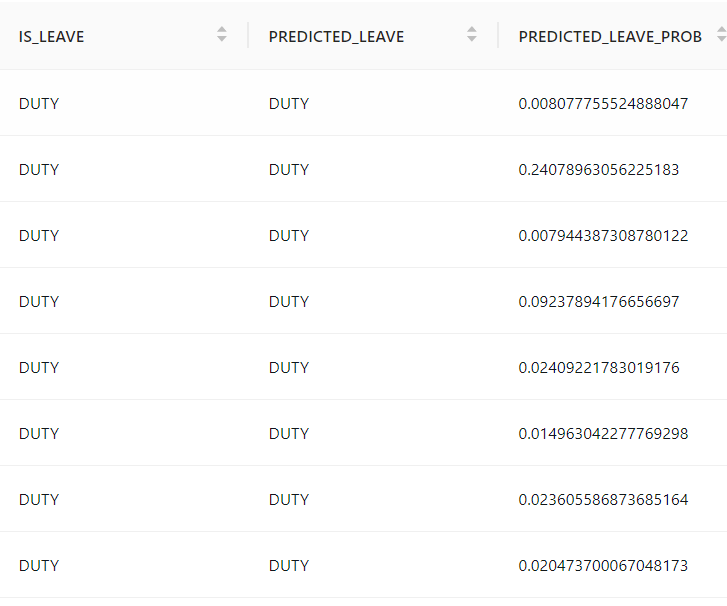 IS_LEAVE PREDICTED_LEAVE PREDICTED_LEAVE_PROB
DUTY DUTY 0.008077755524888047
DUTY DUTY 0.24078963056225183
DUTY DUTY 0.007944387308780122
DUTY DUTY 0.09237894176656697
DUTY DUTY 0.02409221783019176
DUTY DUTY 0.014963042277769298
DUTY DUTY 0.023605586873685164
DUTY DUTY 0.020473700067048173